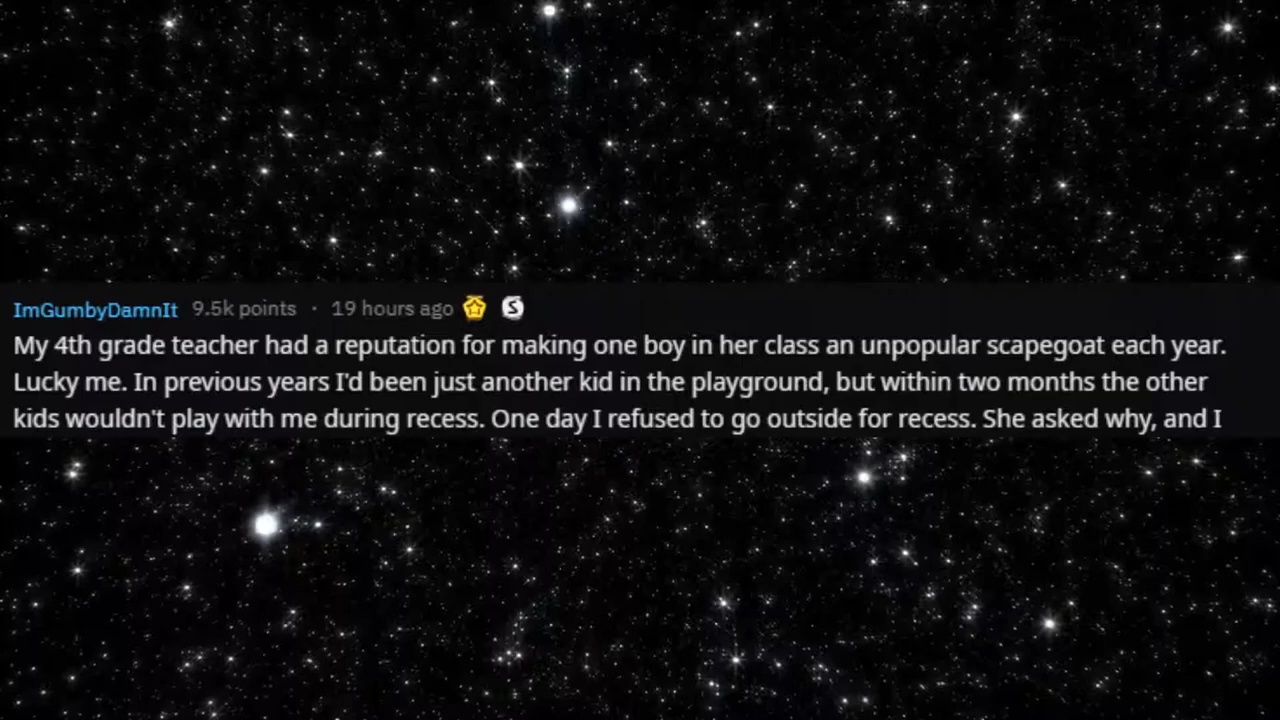 ImGumbyDamnIt 9.5k points · 19 hours ago S
My 4th grade teacher had a reputation for making one boy in her class an unpopular scapegoat each year.
Lucky me. In previous years I'd been just another kid in the playground, but within two months the other
kids wouldn't play with me during recess. One day I refused to go outside for recess. She asked why, and I